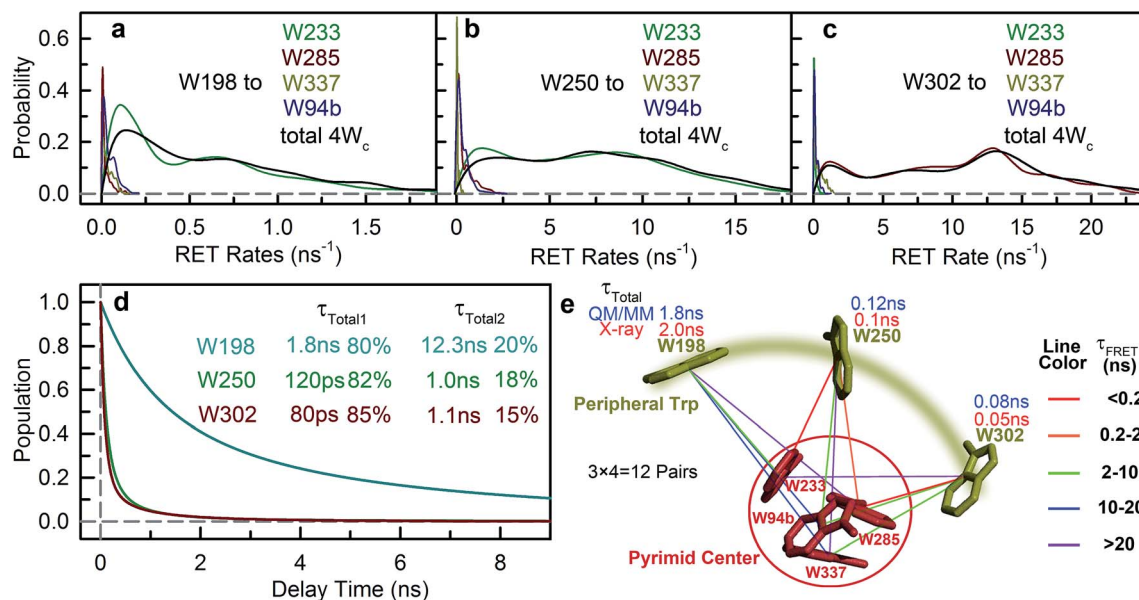 a
W233
W285
W198 to
W337
W94b
total 4Wc
b
W233
W285
W250 to
W337
W94b
total 4Wc
c
W233
W285
W302 to
W337
W94b
total 4Wc
Probability
0.6
0.4
0.2
0.0
0.0 0.5 1.0 1.5
0 5 10 15
0 5 10 15 20
RET Rates (ns-1)
RET Rates (ns-1)
RET Rate (ns-1)
d
τTotal1 τTotal2
W198 1.8ns 80% 12.3ns 20%
W250 120ps 82% 1.0ns 18%
W302 80ps 85% 1.1ns 15%
Population
1.0
0.8
0.6
0.4
0.2
0.0
0 2 4 6 8
Delay Time (ns)
e
τTotal
QM/MM 1.8ns
X-ray 2.0ns
W198
0.12ns
0.1ns
W250
0.08ns
0.05ns
W302
Peripheral Trp
3×4=12 Pairs
W233
W94b
W285
W337
Pyrimid Center
Line Color
τFRET (ns)
<0.2
0.2-2
2-10
10-20
>20